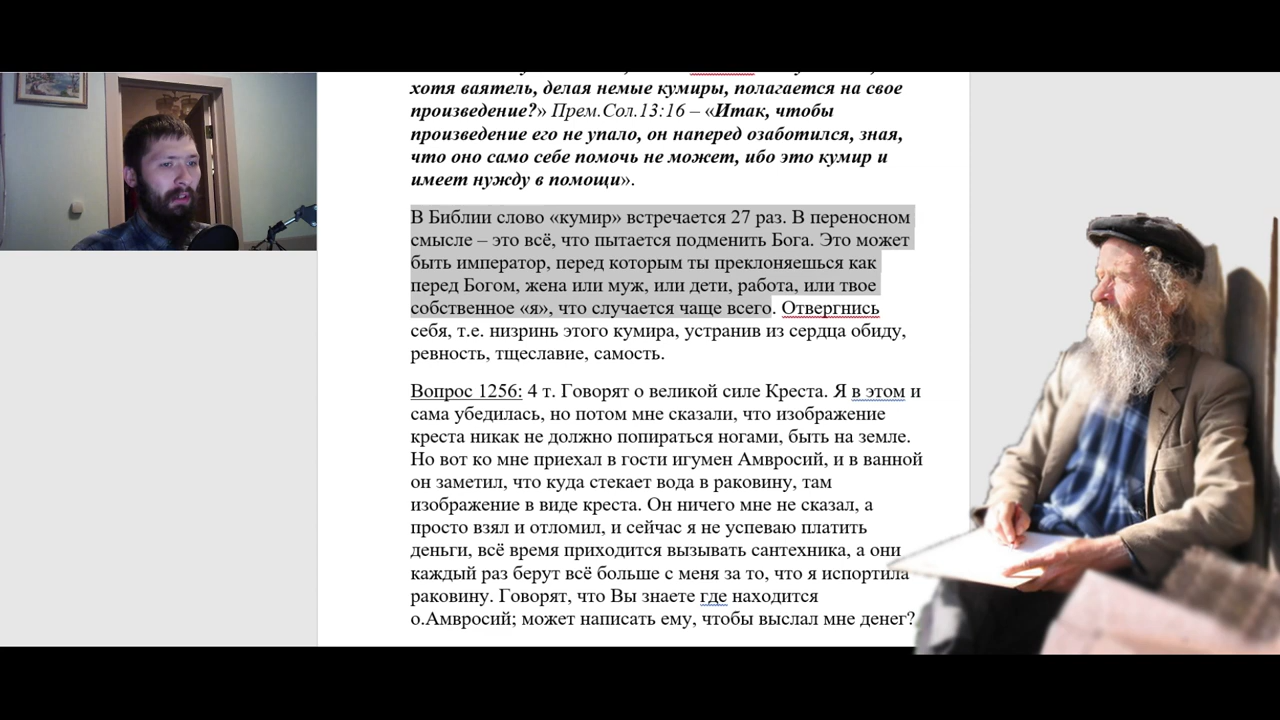 хотя ваятель, делая немые кумиры, полагается на свое
произведение?» Прем.Сол.13:16 – «Итак, чтобы
произведение его не упало, он наперед озаботился, зная,
что оно само себе помочь не может, ибо это кумир и
имеет нужду в помощи».
В Библии слово «кумир» встречается 27 раз. В переносном
смысле – это всё, что пытается подменить Бога. Это может
быть император, перед которым ты преклоняешься как
перед Богом, жена или муж, или дети, работа, или твое
собственное «я», что случается чаще всего. Отвергнись
себя, т.е. низринь этого кумира, устранив из сердца обиду,
ревность, тщеславие, самость.
Вопрос 1256: 4 т. Говорят о великой силе Креста. Я в этом и
сама убедилась, но потом мне сказали, что изображение
креста никак не должно попираться ногами, быть на земле.
Но вот ко мне приехал в гости игумен Амвросий, и в ванной
он заметил, что куда стекает вода в раковину, там
изображение в виде креста. Он ничего мне не сказал, а
просто взял и отломил, и сейчас я не успеваю платить
деньги, всё время приходится вызывать сантехника, а они
каждый раз берут всё больше с меня за то, что я испортила
раковину. Говорят, что Вы знаете где находится
о.Амвросий; может написать ему, чтобы выслал мне денег?